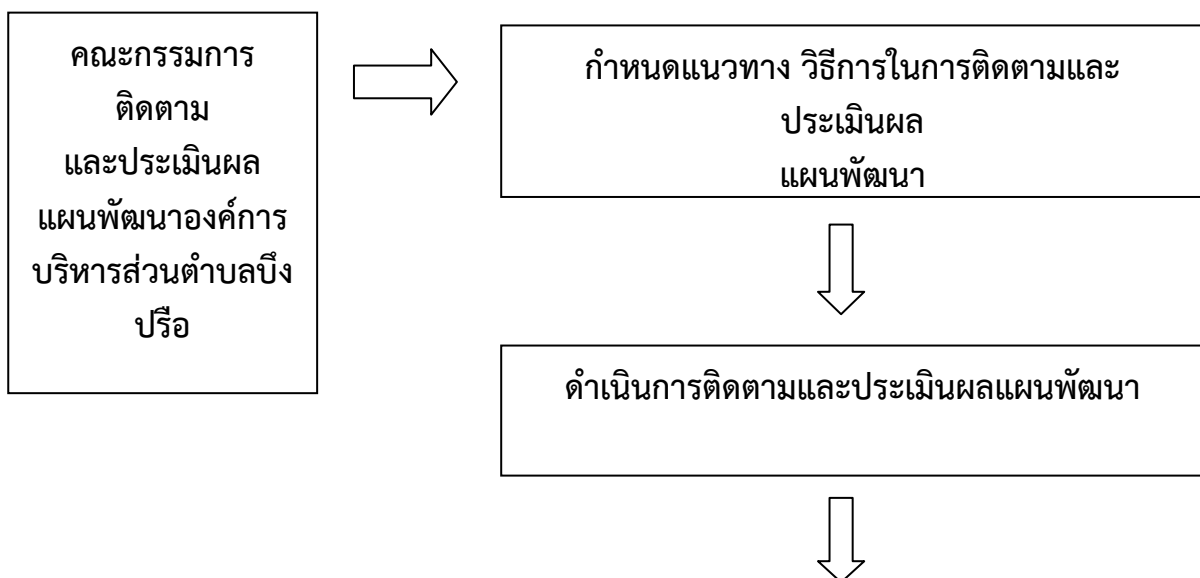 คณะกรรมการ
ติดตาม
และประเมินผล
แผนพัฒนาองค์การ
บริหารส่วนตำบลบึง
ปรือ
กำหนดแนวทาง วิธีการในการติดตามและ
ประเมินผล
แผนพัฒนา
ดำเนินการติดตามและประเมินผลแผนพัฒนา